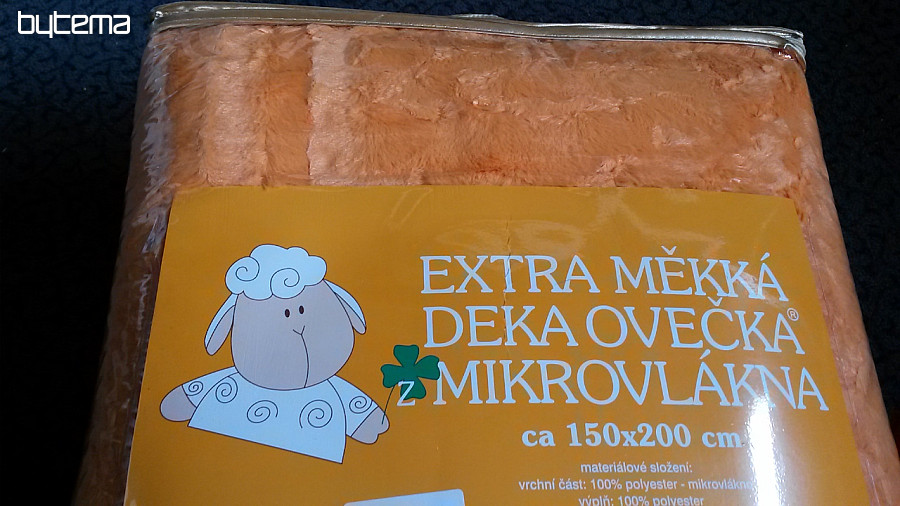 bytema
EXTRA MĚKKÁ
DEKA OVEČKA®
z MIKROVLÁKNA
ca 150x200 cm
materiálové složení:
vrchní část: 100% polyester - mikrovlákno
výplň: 100% polyester